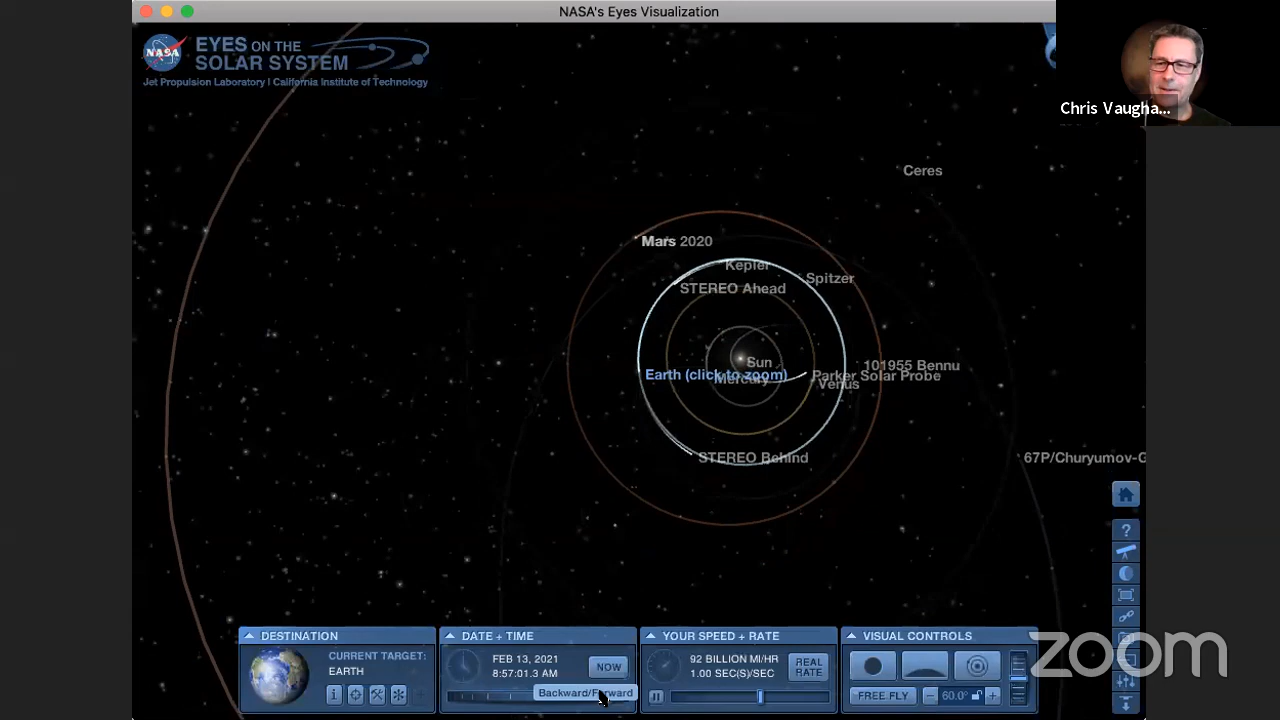 NASA's Eyes Visualization
NASA
EYES ON THE
SOLAR SYSTEM
Jet Propulsion Laboratory | California Institute of Technology
Chris Vaugha...
Ceres
Mars 2020
Kepler
Spitzer
STEREO Ahead
Sun
101955 Bennu
Earth (click to zoom)
Mercury
Parker Solar Probe
Venus
STEREO Behind
67P/Churyumov-G
?
DESTINATION
CURRENT TARGET:
EARTH
DATE + TIME
FEB 13, 2021
8:57:01.3 AM
NOW
Backward/F ward
YOUR SPEED + RATE
92 BILLION MI/HR
1.00 SEC(S)/SEC
REAL
RATE
VISUAL CONTROLS
FREE FLY
60.0°
zoom